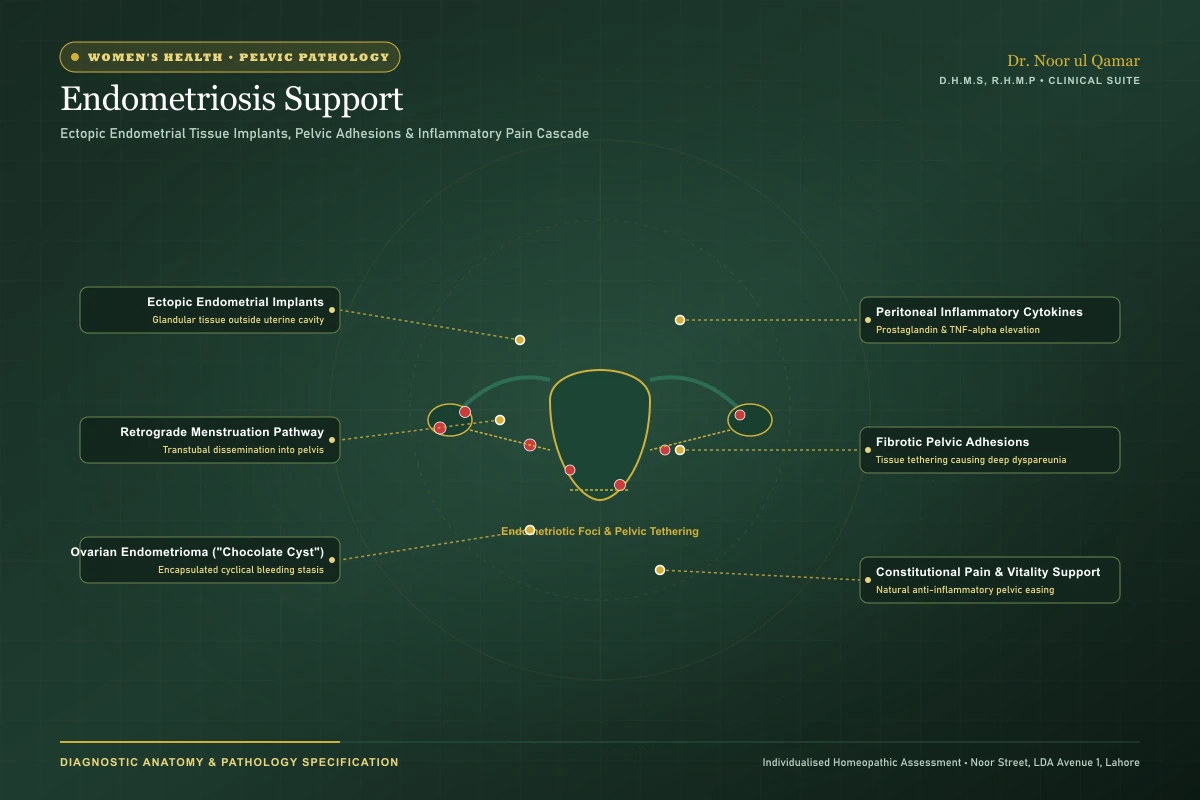 WOMEN'S HEALTH • PELVIC PATHOLOGY
Endometriosis Support
Ectopic Endometrial Tissue Implants, Pelvic Adhesions & Inflammatory Pain Cascade
Dr. Noor ul Qamar
D.H.M.S, R.H.M.P • CLINICAL SUITE
Ectopic Endometrial Implants
Glandular tissue outside uterine cavity
Retrograde Menstruation Pathway
Transtubal dissemination into pelvis
Ovarian Endometrioma ("Chocolate Cyst")
Encapsulated cyclical bleeding stasis
Endometriotic Foci & Pelvic Tethering
Peritoneal Inflammatory Cytokines
Prostaglandin & TNF-alpha elevation
Fibrotic Pelvic Adhesions
Tissue tethering causing deep dyspareunia
Constitutional Pain & Vitality Support
Natural anti-inflammatory pelvic easing
DIAGNOSTIC ANATOMY & PATHOLOGY SPECIFICATION
Individualised Homeopathic Assessment • Noor Street, LDA Avenue 1, Lahore